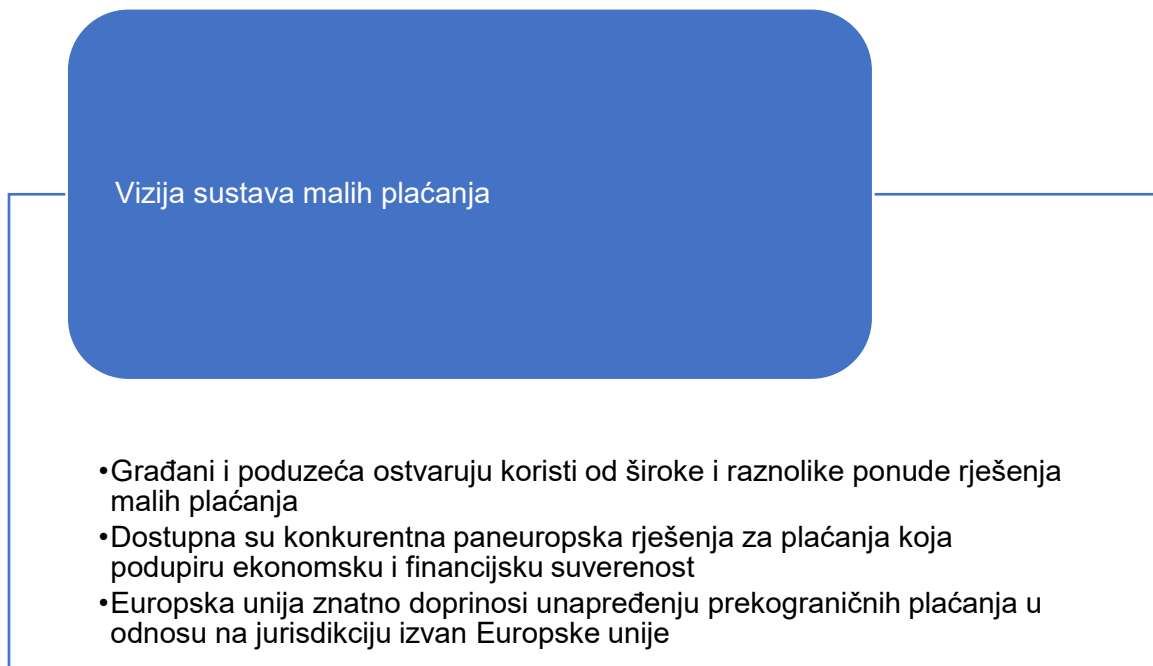 Vizija sustava malih plaćanja
•Građani i poduzeća ostvaruju koristi od široke i raznolike ponude rješenja
malih plaćanja
•Dostupna su konkurentna paneuropska rješenja za plaćanja koja
podupiru ekonomsku i financijsku suverenost
•Europska unija znatno doprinosi unapređenju prekograničnih plaćanja u
odnosu na jurisdikciju izvan Europske unije